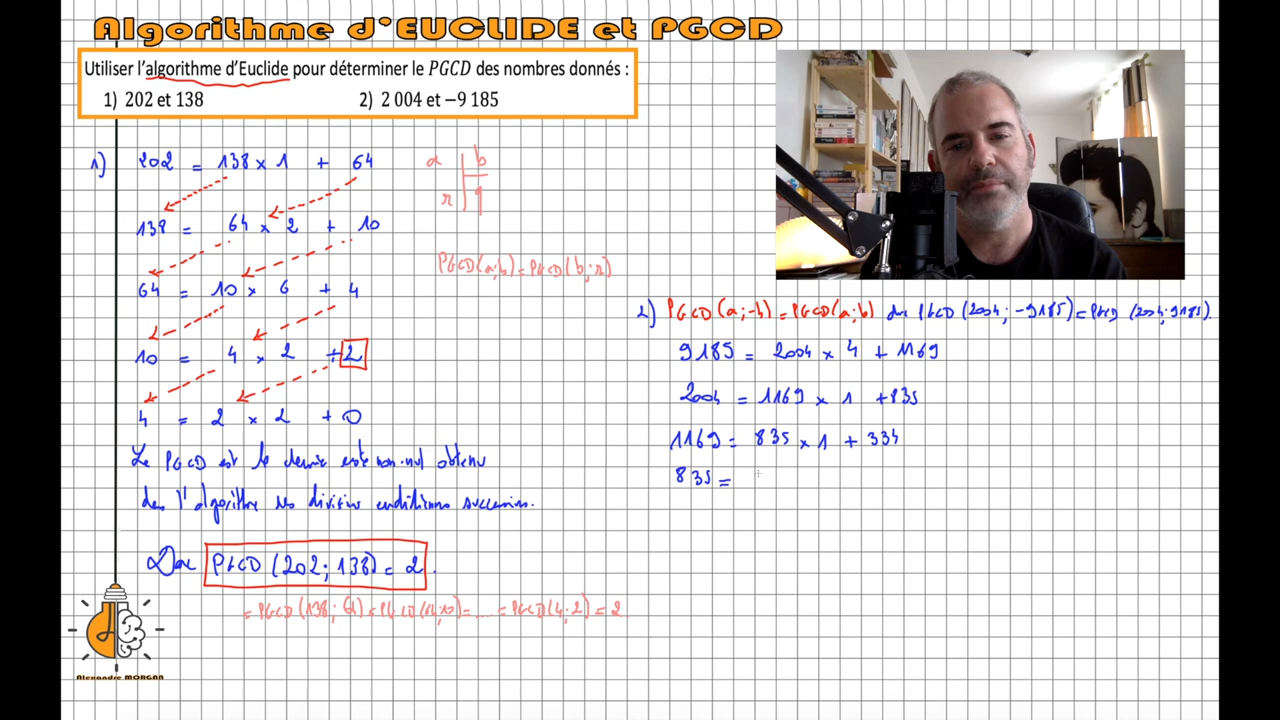 Algorithme d'EUCLIDE et PGCD
Utiliser l'algorithme d'Euclide pour déterminer le PGCD des nombres donnés :
1) 202 et 138
2) 2 004 et −9 185
1) 202 = 138 × 1 + 64
138 = 64 × 2 + 10
64 = 10 × 6 + 4
10 = 4 × 2 + 2
4 = 2 × 2 + 0
a b
r q
PGCD(a;b) = PGCD(b;r)
Le PGCD est le dernier reste non-nul obtenu
dans l'algorithme des divisions euclidiennes successives.
Donc PGCD(202; 138) = 2.
= PGCD(138; 64) = PGCD(64;10) = .... = PGCD(4;2) = 2
2) PGCD(a;-b) = PGCD(a;b) donc PGCD(2004; -9185) = PGCD(2004;9185).
9185 = 2004 × 4 + 1169
2004 = 1169 × 1 + 835
1169 = 835 × 1 + 334
835 =
Alexandre MORGAN